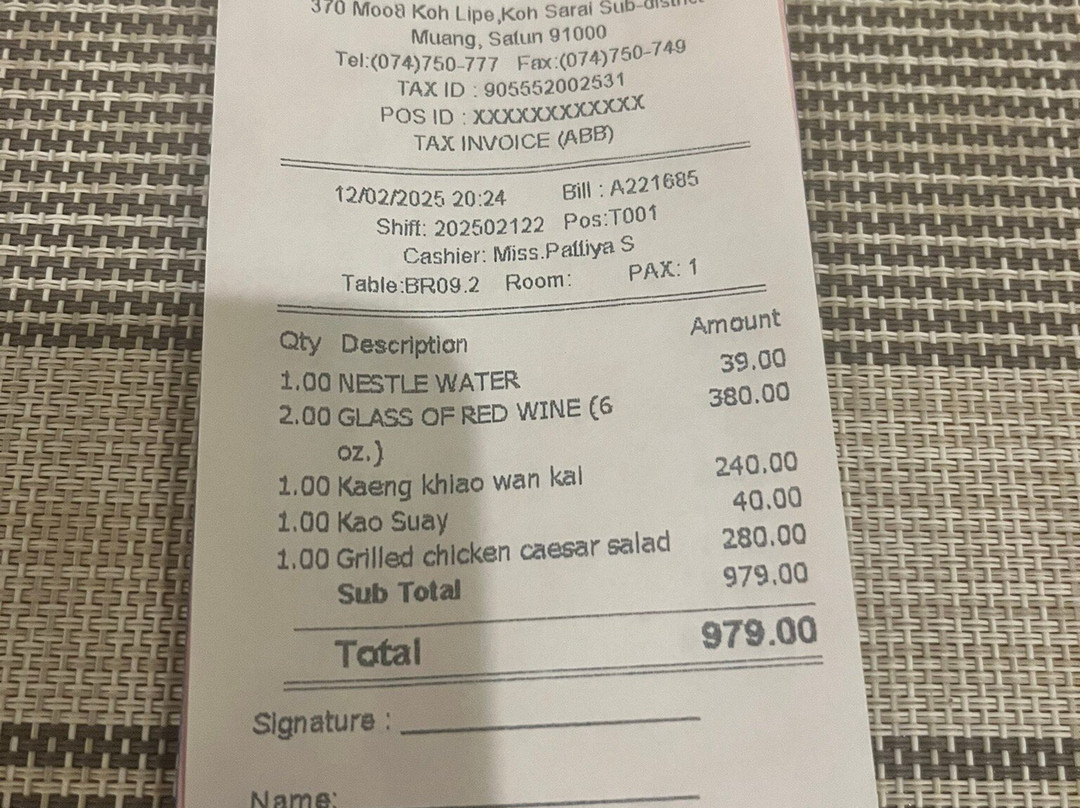 370 Moo8 Koh Lipe,Koh Sarai Sub-district
Muang, Satun 91000
Tel:(074)750-777 Fax:(074)750-749
TAX ID : 905552002531
POS ID : XXXXXXXXXXXX
TAX INVOICE (ABB)
12/02/2025 20:24 Bill : A221685
Shift: 202502122 Pos:T001
Cashier: Miss.Pattiya S
Table:BR09.2 Room: PAX: 1
Qty Description Amount
1.00 NESTLE WATER 39.00
2.00 GLASS OF RED WINE (6 380.00
oz.)
1.00 Kaeng khiao wan kai 240.00
1.00 Kao Suay 40.00
1.00 Grilled chicken caesar salad 280.00
Sub Total 979.00
Total 979.00
Signature :
Name: